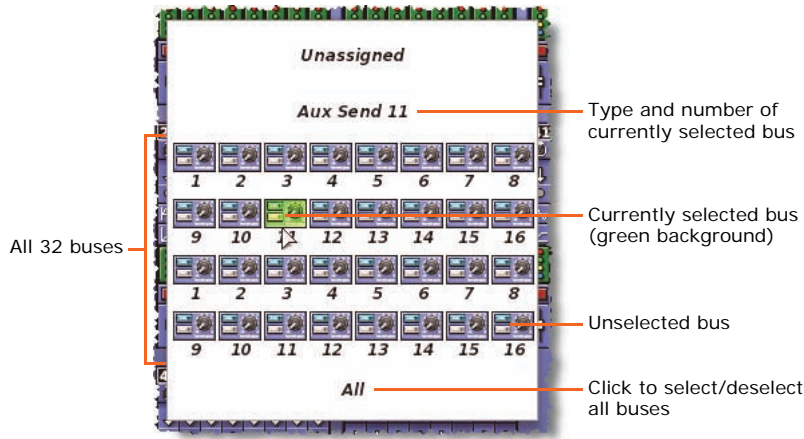 Unassigned
Aux Send 11
Type and number of
currently selected bus
1 2 3 4 5 6 7 8
Currently selected bus
(green background)
9 10 11 12 13 14 15 16
All 32 buses
1 2 3 4 5 6 7 8
Unselected bus
9 10 11 12 13 14 15 16
All
Click to select/deselect
all buses